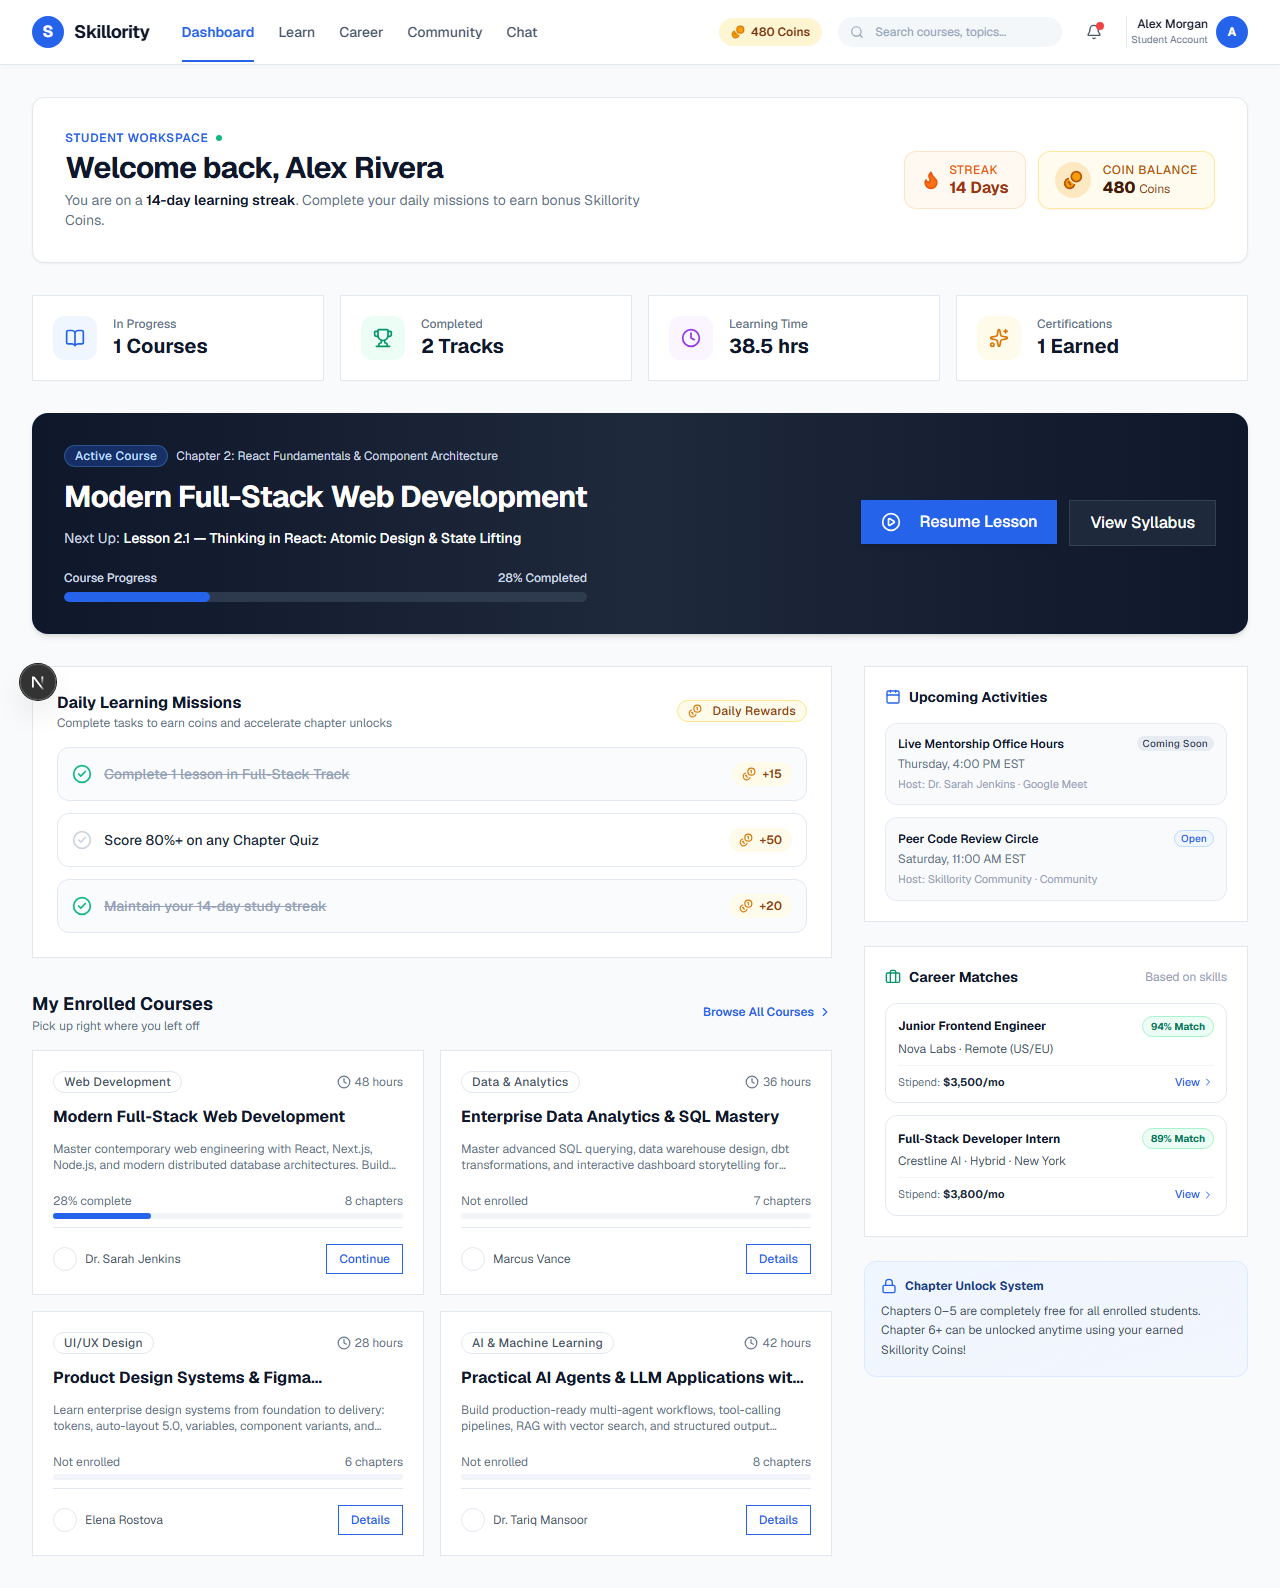 S Skillority Dashboard Learn Career Community Chat 480 Coins Search courses, topics... Alex Morgan A
Student Account
STUDENT WORKSPACE
Welcome back, Alex Rivera
You are on a 14-day learning streak. Complete your daily missions to earn bonus Skillority
Coins.
STREAK
14 Days
COIN BALANCE
480 Coins
In Progress
1 Courses
Completed
2 Tracks
Learning Time
38.5 hrs
Certifications
1 Earned
Active Course Chapter 2: React Fundamentals & Component Architecture
Modern Full-Stack Web Development
Next Up: Lesson 2.1 — Thinking in React: Atomic Design & State Lifting
Course Progress 28% Completed
Resume Lesson View Syllabus
N
Daily Learning Missions
Complete tasks to earn coins and accelerate chapter unlocks
Daily Rewards
Complete 1 lesson in Full-Stack Track +15
Score 80%+ on any Chapter Quiz +50
Maintain your 14-day study streak +20
My Enrolled Courses
Pick up right where you left off
Browse All Courses
Web Development 48 hours
Modern Full-Stack Web Development
Master contemporary web engineering with React, Next.js,
Node.js, and modern distributed database architectures. Build...
28% complete 8 chapters
Dr. Sarah Jenkins Continue
Data & Analytics 36 hours
Enterprise Data Analytics & SQL Mastery
Master advanced SQL querying, data warehouse design, dbt
transformations, and interactive dashboard storytelling for...
Not enrolled 7 chapters
Marcus Vance Details
UI/UX Design 28 hours
Product Design Systems & Figma...
Learn enterprise design systems from foundation to delivery:
tokens, auto-layout 5.0, variables, component variants, and...
Not enrolled 6 chapters
Elena Rostova Details
AI & Machine Learning 42 hours
Practical AI Agents & LLM Applications wit...
Build production-ready multi-agent workflows, tool-calling
pipelines, RAG with vector search, and structured output...
Not enrolled 8 chapters
Dr. Tariq Mansoor Details
Upcoming Activities
Live Mentorship Office Hours Coming Soon
Thursday, 4:00 PM EST
Host: Dr. Sarah Jenkins · Google Meet
Peer Code Review Circle Open
Saturday, 11:00 AM EST
Host: Skillority Community · Community
Career Matches Based on skills
Junior Frontend Engineer 94% Match
Nova Labs · Remote (US/EU)
Stipend: $3,500/mo View
Full-Stack Developer Intern 89% Match
Crestline AI · Hybrid · New York
Stipend: $3,800/mo View
Chapter Unlock System
Chapters 0–5 are completely free for all enrolled students.
Chapter 6+ can be unlocked anytime using your earned
Skillority Coins!